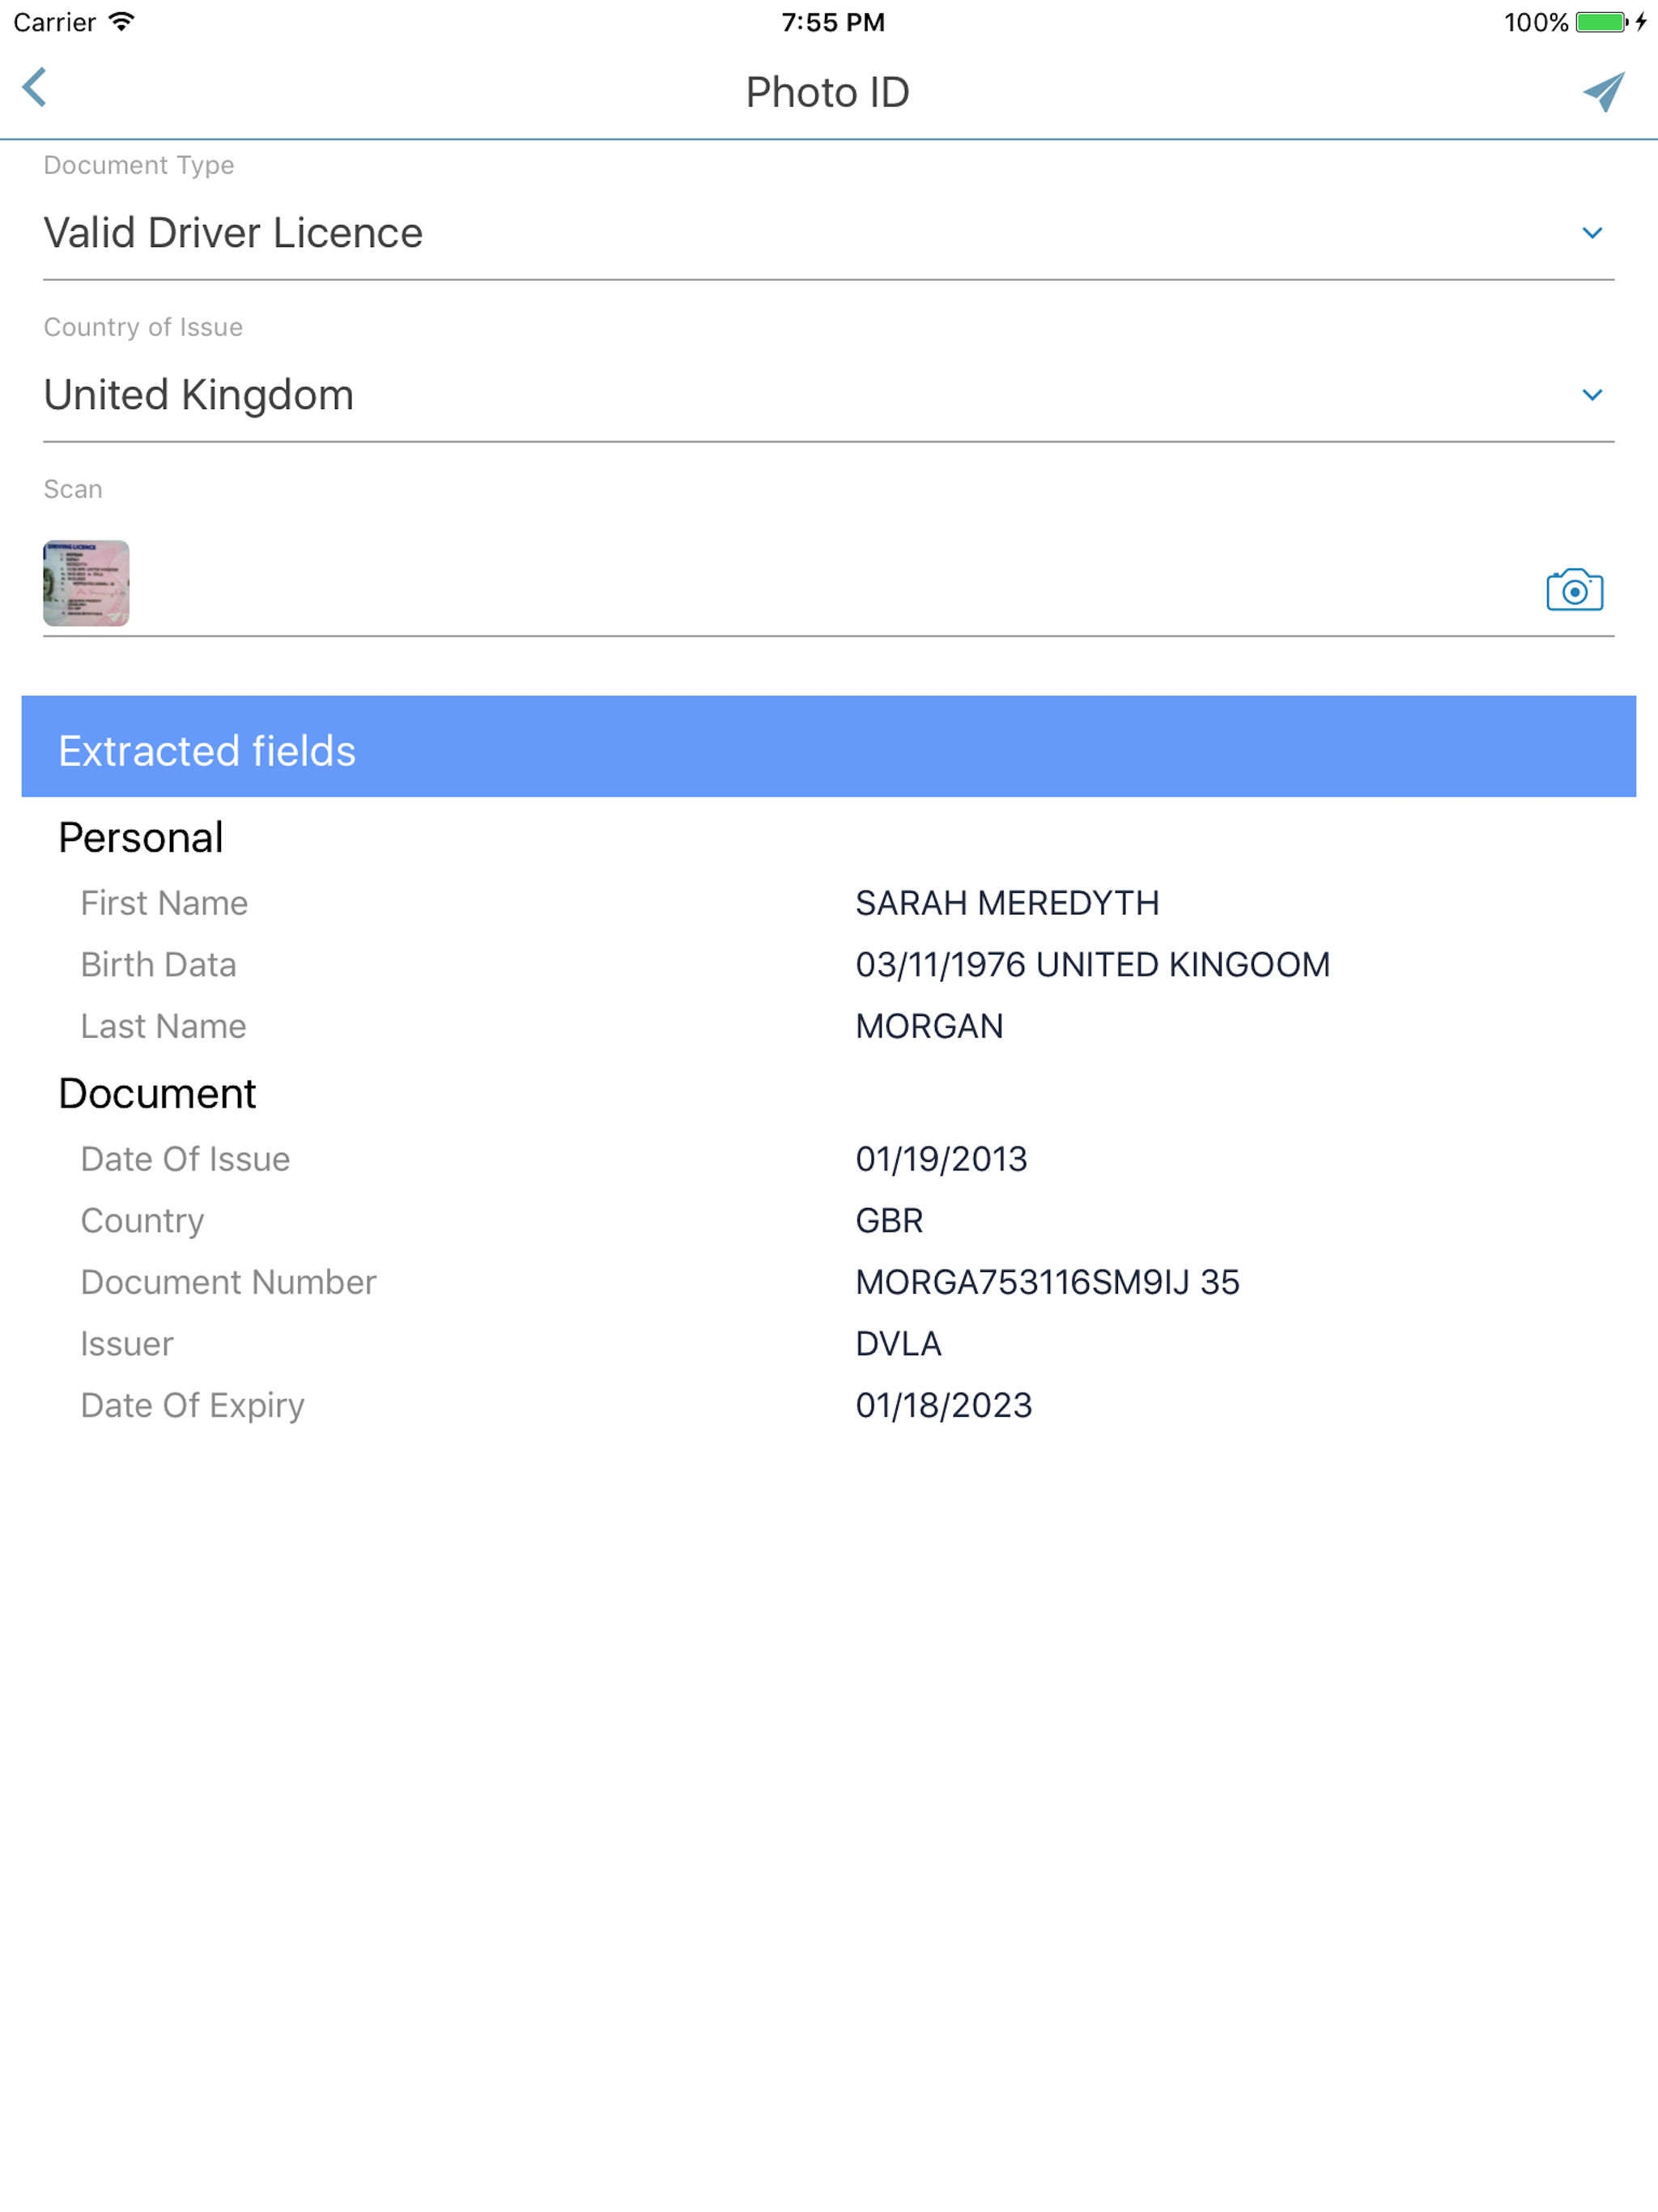 Carrier
7:55 PM
100%
Photo ID
Document Type
Valid Driver Licence
Country of Issue
United Kingdom
Scan
DRIVING LICENCE
Extracted fields
Personal
First Name SARAH MEREDYTH
Birth Data 03/11/1976 UNITED KINGOOM
Last Name MORGAN
Document
Date Of Issue 01/19/2013
Country GBR
Document Number MORGA753116SM9IJ 35
Issuer DVLA
Date Of Expiry 01/18/2023